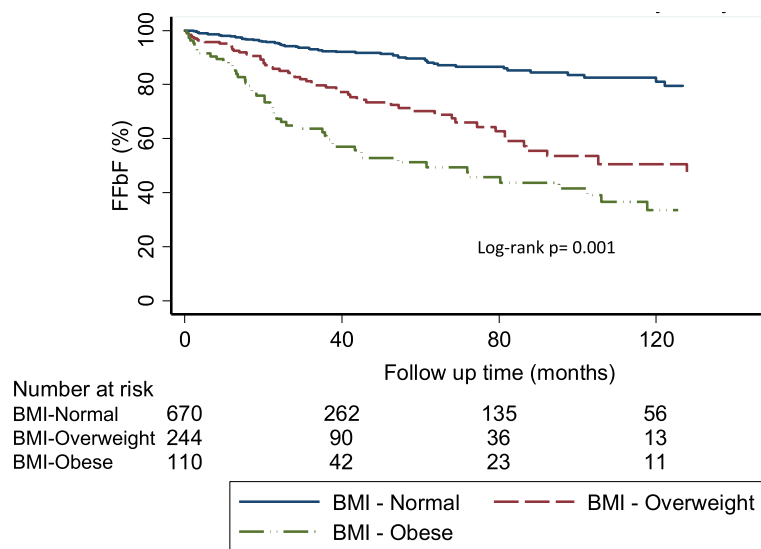 FFbF (%)
100
80
60
40
20
0
Log-rank p= 0.001
0 40 80 120
Follow up time (months)
Number at risk
BMI-Normal 670 262 135 56
BMI-Overweight 244 90 36 13
BMI-Obese 110 42 23 11
BMI - Normal BMI - Overweight
BMI - Obese